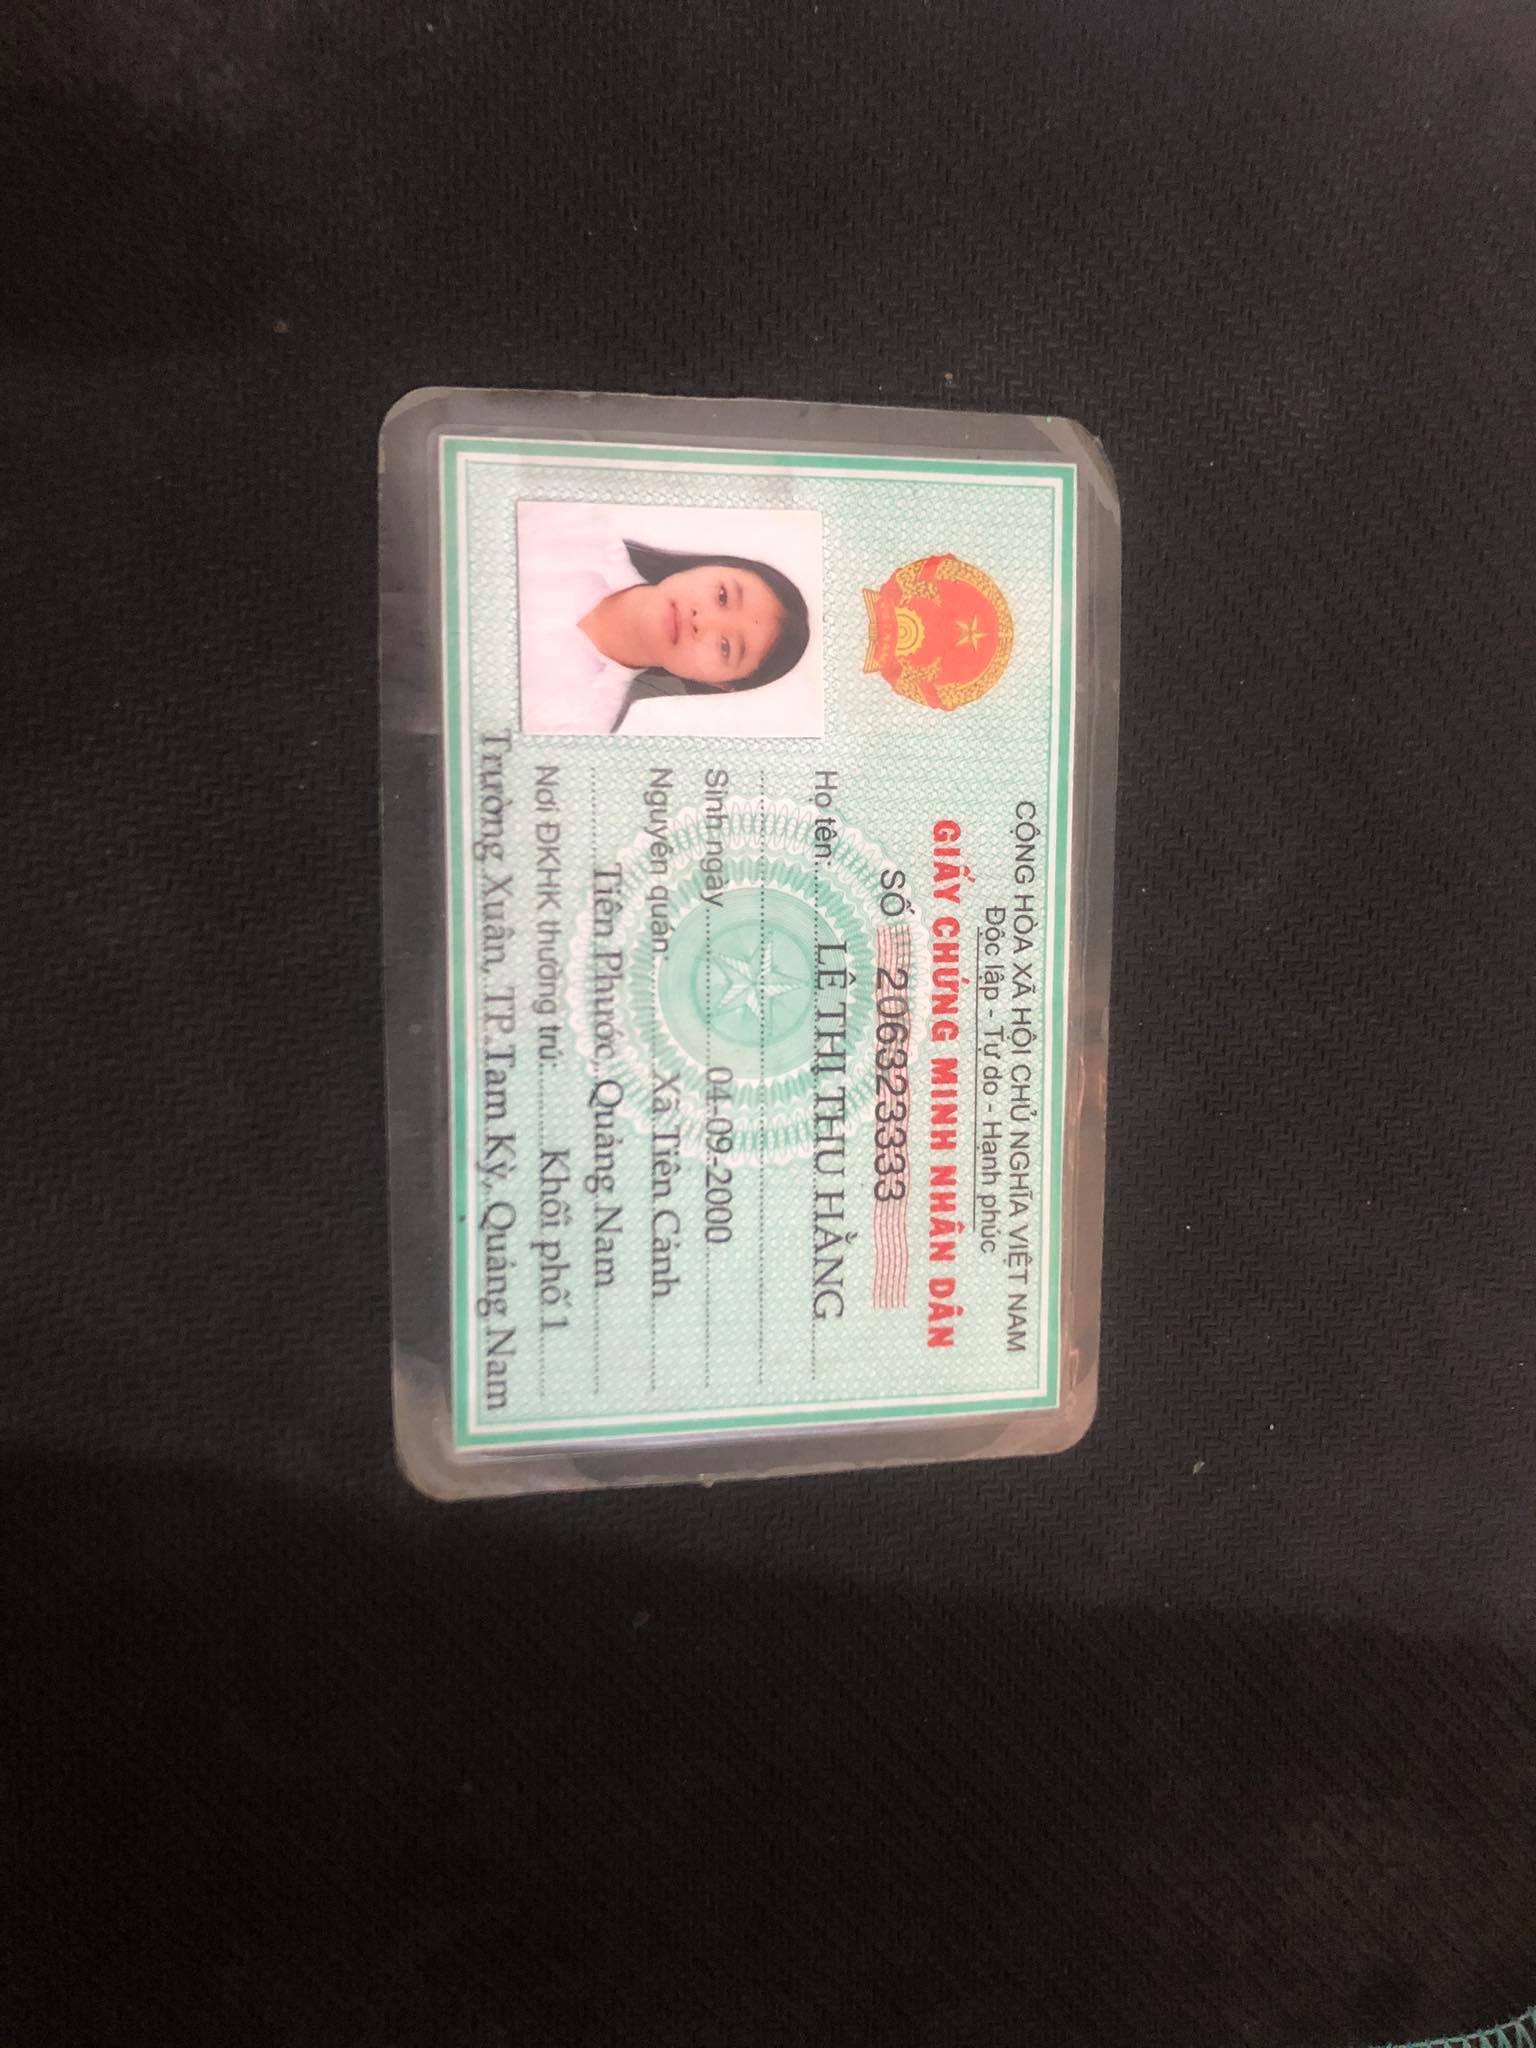 CỘNG HÒA XÃ HỘI CHỦ NGHĨA VIỆT NAM
Độc lập - Tự do - Hạnh phúc
GIẤY CHỨNG MINH NHÂN DÂN
SỐ 206323333
Họ tên: LÊ THỊ THU HẰNG
Sinh ngày 04-09-2000
Nguyên quán: Xã Tiên Cảnh
Tiên Phước, Quảng Nam
Nơi ĐKHK thường trú: Khối phố 1
Trường Xuân, TP.Tam Kỳ, Quảng Nam